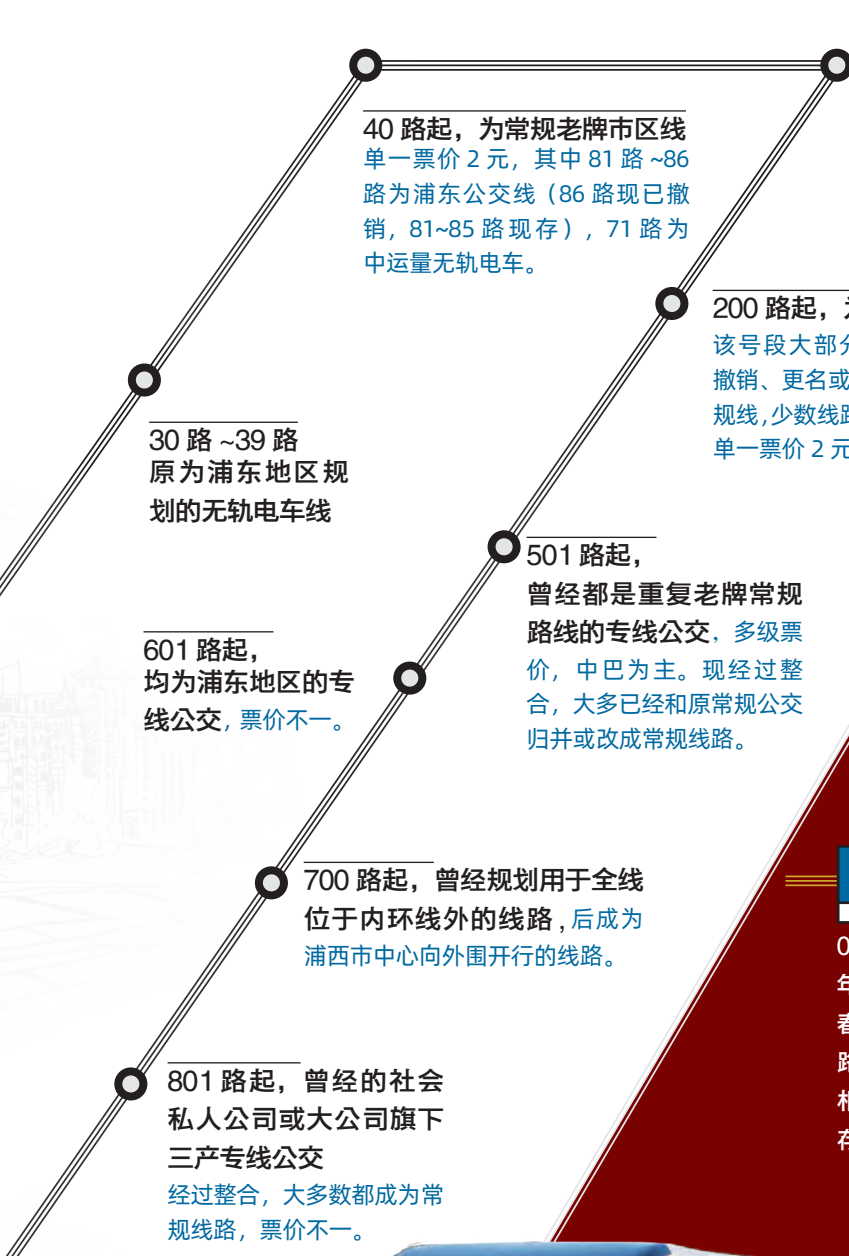 40 路起，为常规老牌市区线
单一票价 2 元，其中 81 路 ~86
路为浦东公交线（86 路现已撤
销，81~85 路现存），71 路为
中运量无轨电车。
30 路 ~39 路
原为浦东地区规
划的无轨电车线
200 路起，
该号段大部分
撤销、更名或
规线，少数线路
单一票价 2 元
501 路起，
曾经都是重复老牌常规
路线的专线公交，多级票
价，中巴为主。现经过整
合，大多已经和原常规公交
归并或改成常规线路。
601 路起，
均为浦东地区的专
线公交，票价不一。
700 路起，曾经规划用于全线
位于内环线外的线路，后成为
浦西市中心向外围开行的线路。
801 路起，曾经的社会
私人公司或大公司旗下
三产专线公交
经过整合，大多数都成为常
规线路，票价不一。
0
年
春
路
相
存